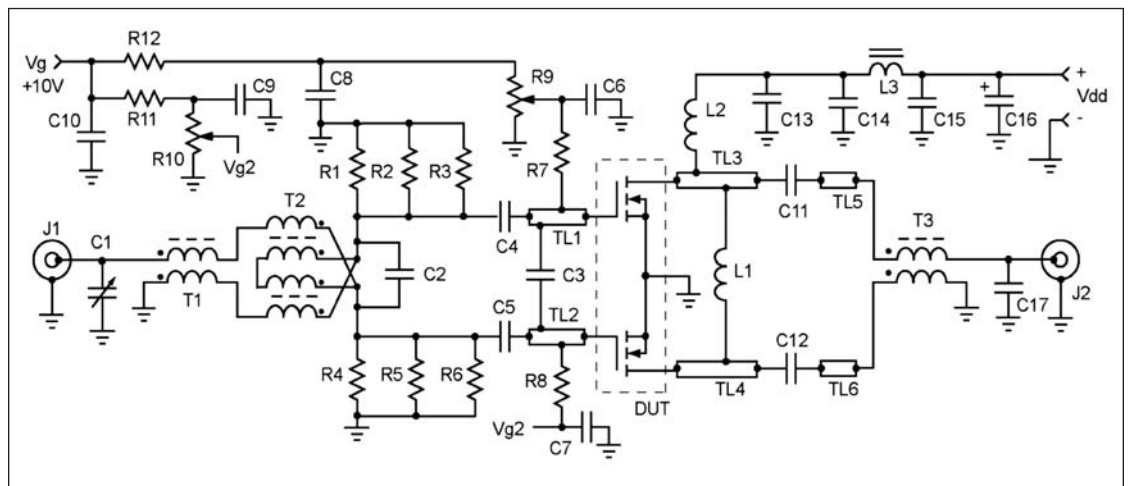 R12
Vg
+10V
C9
C8
R9
C6
L3
+
Vdd
-
+
L2
C13
C14
C15
C16
C10
R11
R10
Vg2
R1
R2
R3
R7
TL3
T2
J1
C1
C4
TL1
C11
TL5
T3
T1
C2
C3
L1
C17
J2
C5
TL2
C12
R4
R5
R6
R8
TL4
TL6
DUT
Vg2
C7